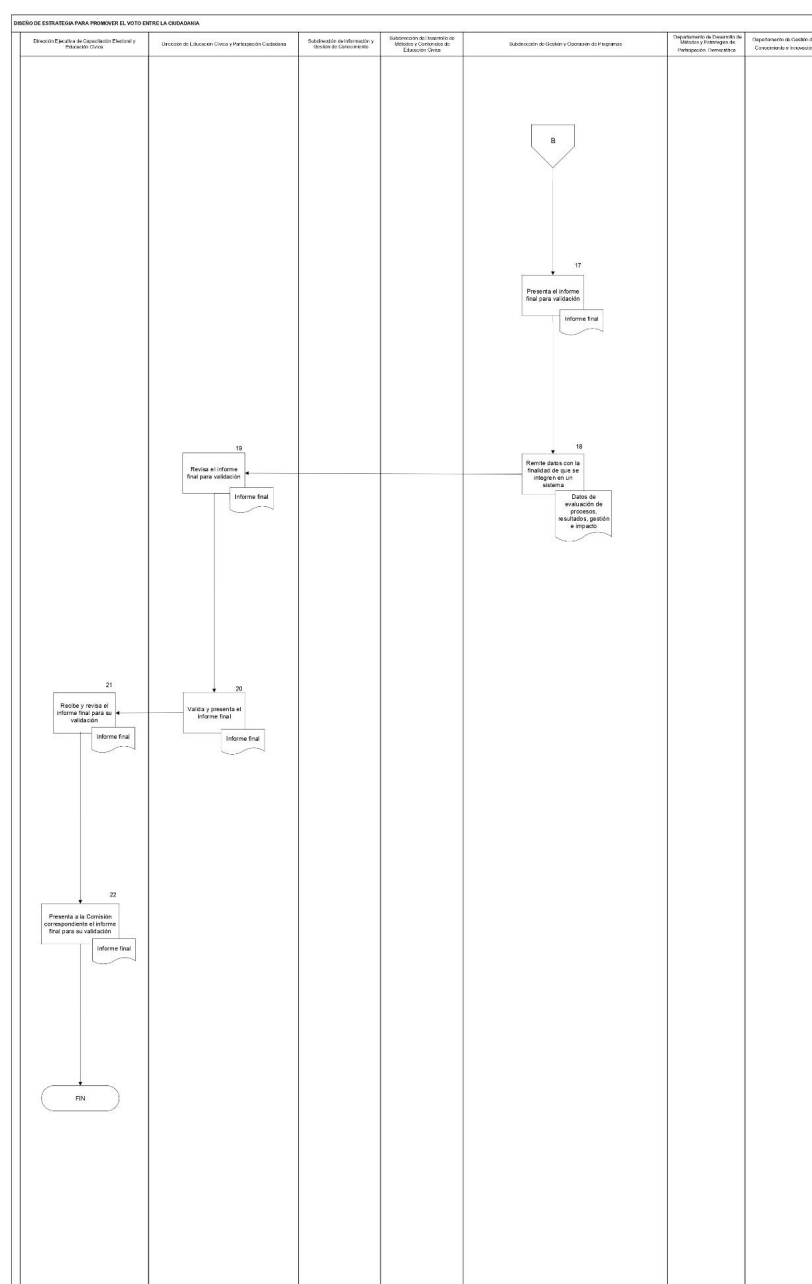 DISEÑO DE ESTRATEGIA PARA PROMOVER EL VOTO ENTRE LA CIUDADANIA
Dirección Ejecutiva de Capacitación Electoral y
Educación Cívica
Dirección de Educación Cívica y Participación Ciudadana
Subdirección de Información y
Gestión de Conocimiento
Subdirección de Desarrollo de
Métodos y Contenidos de
Educación Cívica
Subdirección de Gestión y Operación de Programas
Departamento de Desarrollo de
Métodos y Estrategias de
Participación Democrática
Departamento de Gestión de
Conocimiento e Innovación
B
17
Presenta el informe
final para validación
Informe final
18
Remite datos con la
finalidad de que se
integren en un
sistema
Datos de
evaluación de
procesos,
resultados, gestión
e impacto
19
Revisa el informe
final para validación
Informe final
20
Valida y presenta el
informe final
Informe final
21
Recibe y revisa el
informe final para su
validación
Informe final
22
Presenta a la Comisión
correspondiente el informe
final para su validación
Informe final
FIN